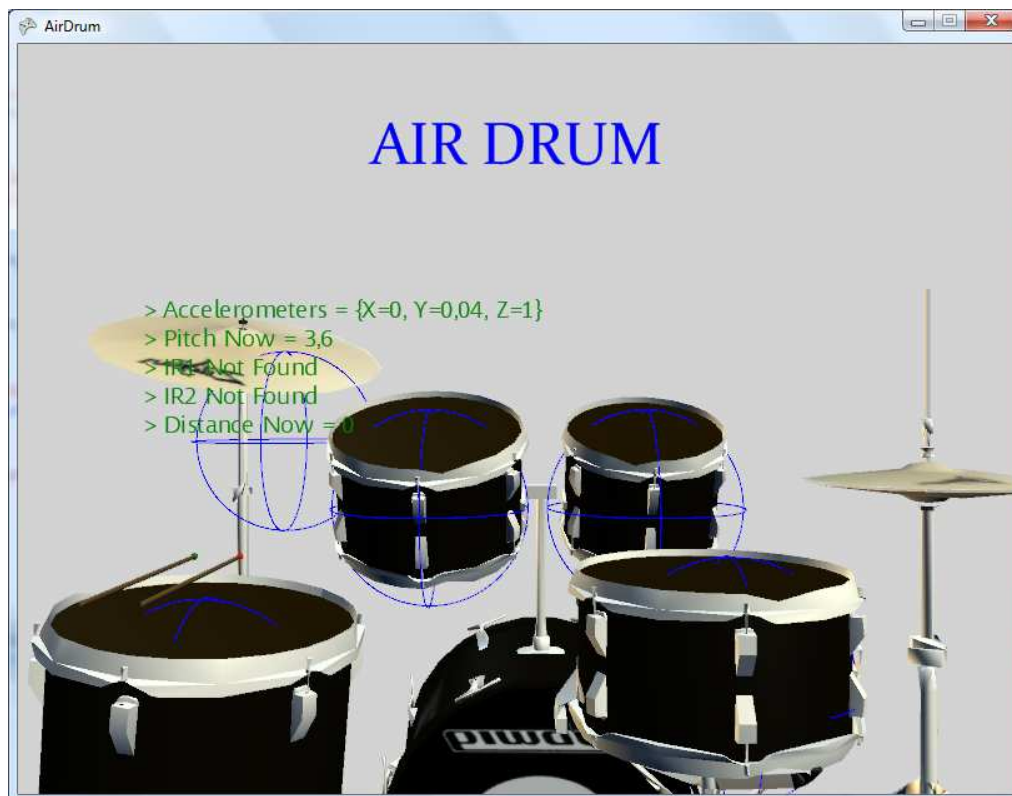 AirDrum
AIR DRUM
> Accelerometers = {X=0, Y=0,04, Z=1}
> Pitch Now = 3,6
> IR1 Not Found
> IR2 Not Found
> Distance Now = 0